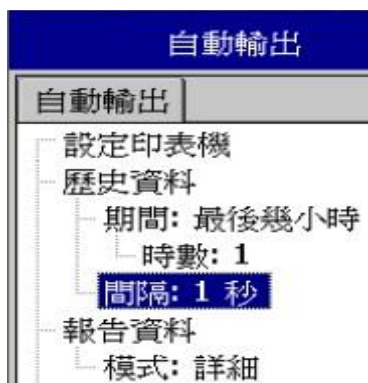 自動輸出
自動輸出
設定印表機
歷史資料
期間: 最後幾小時
時數: 1
間隔: 1 秒
報告資料
模式: 詳細